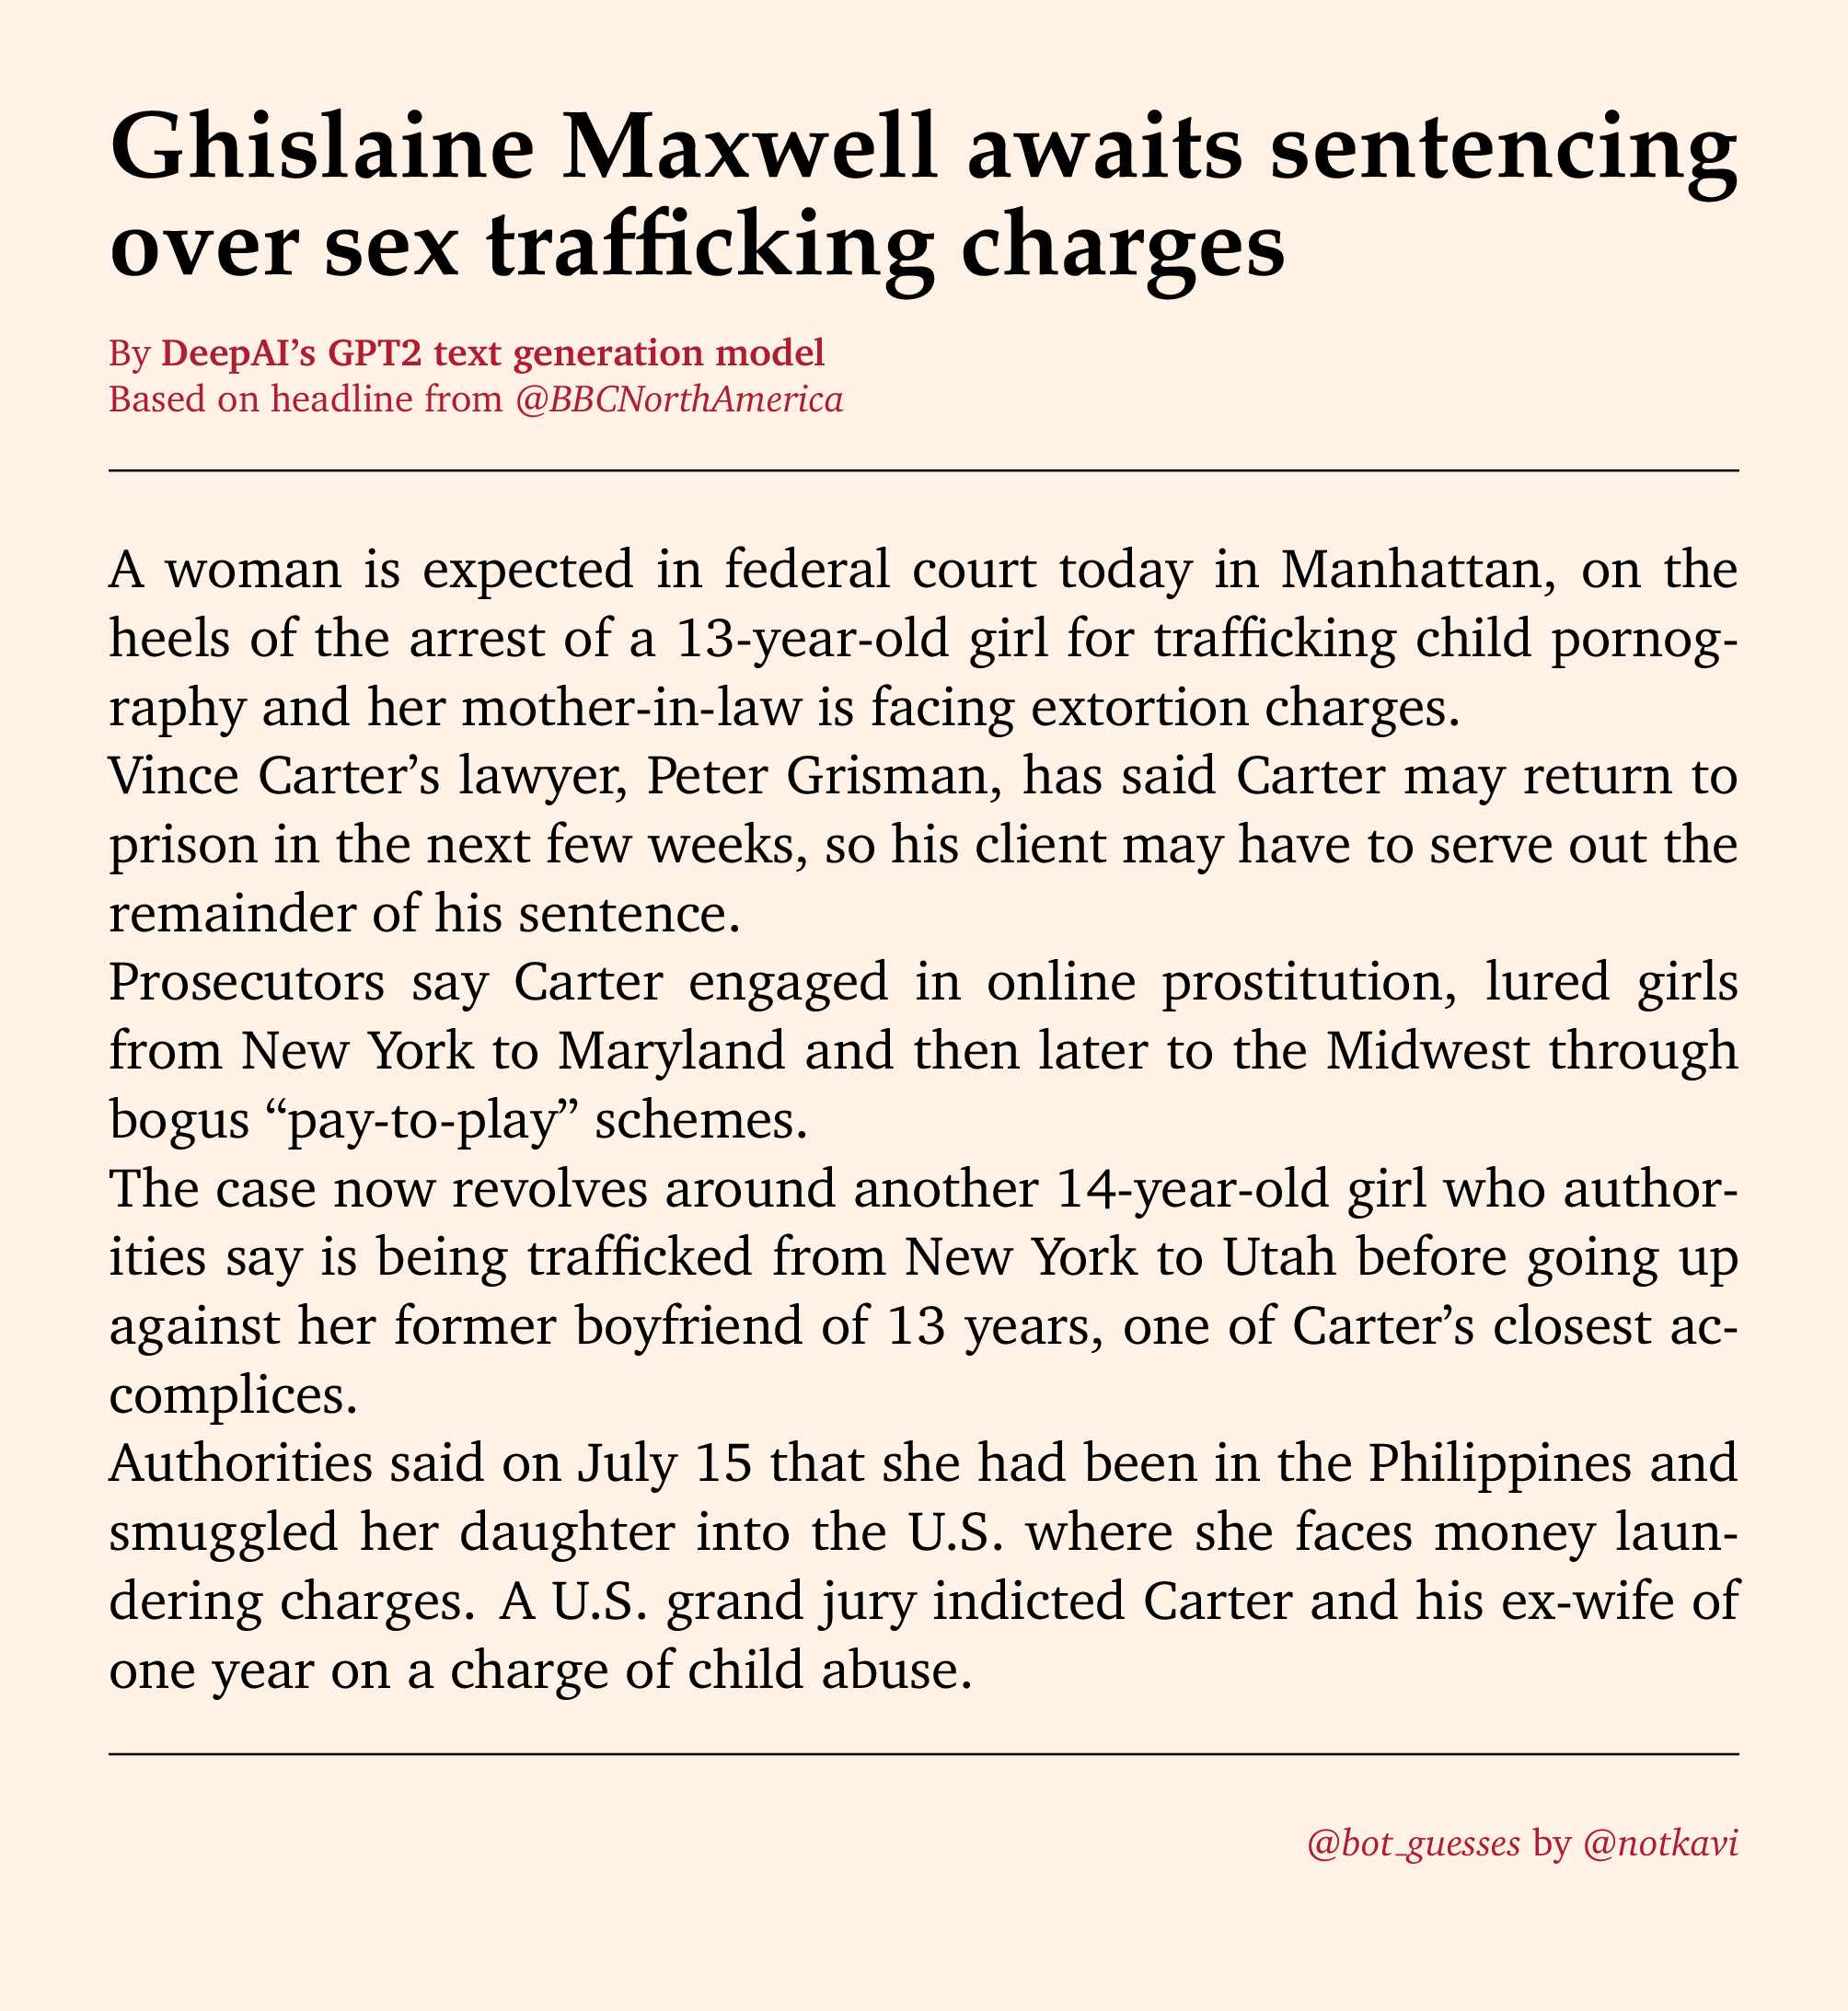 Ghislaine Maxwell awaits sentencing
over sex trafficking charges
By DeepAI’s GPT2 text generation model
Based on headline from @BBCNorthAmerica
A woman is expected in federal court today in Manhattan, on the
heels of the arrest of a 13-year-old girl for trafficking child pornog-
raphy and her mother-in-law is facing extortion charges.
Vince Carter’s lawyer, Peter Grisman, has said Carter may return to
prison in the next few weeks, so his client may have to serve out the
remainder of his sentence.
Prosecutors say Carter engaged in online prostitution, lured girls
from New York to Maryland and then later to the Midwest through
bogus “pay-to-play” schemes.
The case now revolves around another 14-year-old girl who author-
ities say is being trafficked from New York to Utah before going up
against her former boyfriend of 13 years, one of Carter’s closest ac-
complices.
Authorities said on July 15 that she had been in the Philippines and
smuggled her daughter into the U.S. where she faces money laun-
dering charges. A U.S. grand jury indicted Carter and his ex-wife of
one year on a charge of child abuse.
@bot_guesses by @notkavi